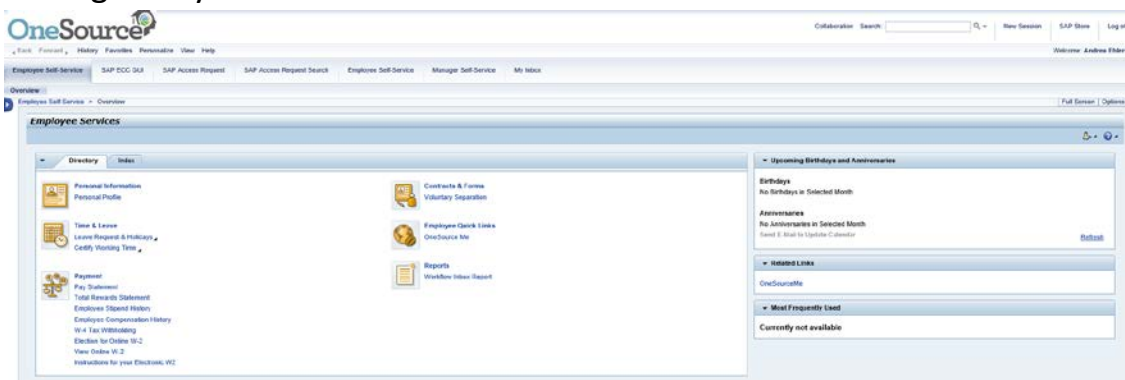 OneSource
Collaboration Search:
New Session
SAP Store
Back Forward History Favorites Personalize View Help
Welcome Andrea
Employee Self-Service
SAP ECC GUI
SAP Access Request
SAP Access Request Search
Employee Self-Service
Manager Self-Service
My Inbox
Overview
Employee Self-Service > Overview
Full Screen | Options
Employee Services
Directory
Index
Personal Information
Personal Profile
Time & Leave
Leave Request & Holidays
Certify Working Time
Payment
Pay Statement
Total Rewards Statement
Employee Stipend History
Employee Compensation History
W-4 Tax Withholding
Election for Online W-2
View Online W-2
Instructions for your Electronic W2
Contracts & Forms
Voluntary Separation
Employee Quick Links
OneSource Me
Reports
Workflow Inbox Report
Upcoming Birthdays and Anniversaries
Birthdays
No Birthdays in Selected Month
Anniversaries
No Anniversaries in Selected Month
Send E-Mail to Update Calendar
Refresh
Related Links
OneSourceMe
Most Frequently Used
Currently not available